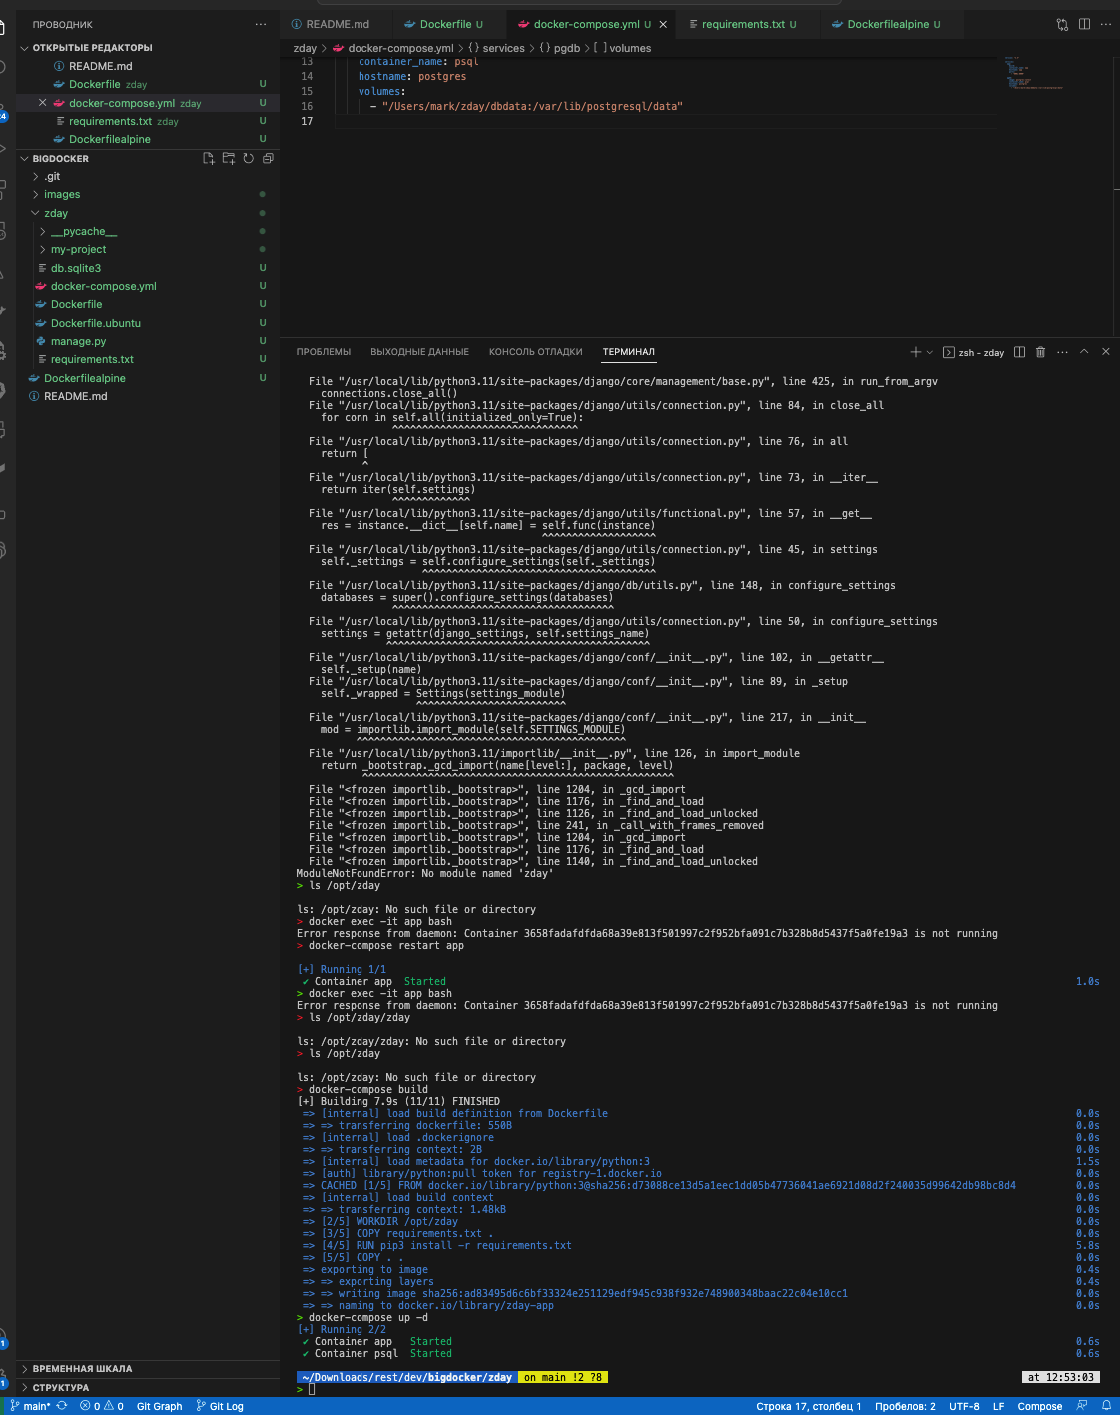 ПРОВОДНИК
ОТКРЫТЫЕ РЕДАКТОРЫ
README.md
Dockerfile zday U
docker-compose.yml zday U
requirements.txt zday U
Dockerfilealpine U
BIGDOCKER
.git
images
zday
__pycache__
my-project
db.sqlite3 U
docker-compose.yml U
Dockerfile U
Dockerfile.ubuntu U
manage.py U
requirements.txt U
Dockerfilealpine U
README.md
ВРЕМЕННАЯ ШКАЛА
СТРУКТУРА
README.md Dockerfile U docker-compose.yml U requirements.txt U Dockerfilealpine U
zday > docker-compose.yml > {} services > {} pgdb > [ ] volumes
13 container_name: psql
14 hostname: postgres
15 volumes:
16 - "/Users/mark/zday/dbdata:/var/lib/postgresql/data"
17
ПРОБЛЕМЫ ВЫХОДНЫЕ ДАННЫЕ КОНСОЛЬ ОТЛАДКИ ТЕРМИНАЛ zsh - zday
File "/usr/local/lib/python3.11/site-packages/django/core/management/base.py", line 425, in run_from_argv
connections.close_all()
File "/usr/local/lib/python3.11/site-packages/django/utils/connection.py", line 84, in close_all
for conn in self.all(initialized_only=True):
^^^^^^^^^^^^^^^^^^^^^^^^^^^^^^^
File "/usr/local/lib/python3.11/site-packages/django/utils/connection.py", line 76, in all
return [
^
File "/usr/local/lib/python3.11/site-packages/django/utils/connection.py", line 73, in __iter__
return iter(self.settings)
^^^^^^^^^^^^^
File "/usr/local/lib/python3.11/site-packages/django/utils/functional.py", line 57, in __get__
res = instance.__dict__[self.name] = self.func(instance)
^^^^^^^^^^^^^^^^^^^
File "/usr/local/lib/python3.11/site-packages/django/utils/connection.py", line 45, in settings
self._settings = self.configure_settings(self._settings)
^^^^^^^^^^^^^^^^^^^^^^^^^^^^^^^^^^^^^^^
File "/usr/local/lib/python3.11/site-packages/django/db/utils.py", line 148, in configure_settings
databases = super().configure_settings(databases)
^^^^^^^^^^^^^^^^^^^^^^^^^^^^^^^^^^^^^
File "/usr/local/lib/python3.11/site-packages/django/utils/connection.py", line 50, in configure_settings
settings = getattr(django_settings, self.settings_name)
^^^^^^^^^^^^^^^^^^^^^^^^^^^^^^^^^^^^^^^^^^^^
File "/usr/local/lib/python3.11/site-packages/django/conf/__init__.py", line 102, in __getattr__
self._setup(name)
File "/usr/local/lib/python3.11/site-packages/django/conf/__init__.py", line 89, in _setup
self._wrapped = Settings(settings_module)
^^^^^^^^^^^^^^^^^^^^^^^^^
File "/usr/local/lib/python3.11/site-packages/django/conf/__init__.py", line 217, in __init__
mod = importlib.import_module(self.SETTINGS_MODULE)
^^^^^^^^^^^^^^^^^^^^^^^^^^^^^^^^^^^^^^^^^^^^^
File "/usr/local/lib/python3.11/importlib/__init__.py", line 126, in import_module
return _bootstrap._gcd_import(name[level:], package, level)
^^^^^^^^^^^^^^^^^^^^^^^^^^^^^^^^^^^^^^^^^^^^^^^^^^^^
File "<frozen importlib._bootstrap>", line 1204, in _gcd_import
File "<frozen importlib._bootstrap>", line 1176, in _find_and_load
File "<frozen importlib._bootstrap>", line 1126, in _find_and_load_unlocked
File "<frozen importlib._bootstrap>", line 241, in _call_with_frames_removed
File "<frozen importlib._bootstrap>", line 1204, in _gcd_import
File "<frozen importlib._bootstrap>", line 1176, in _find_and_load
File "<frozen importlib._bootstrap>", line 1140, in _find_and_load_unlocked
ModuleNotFoundError: No module named 'zday'
> ls /opt/zday
ls: /opt/zday: No such file or directory
> docker exec -it app bash
Error response from daemon: Container 3658fadafdfda68a39e813f501997c2f952bfa091c7b328b8d5437f5a0fe19a3 is not running
> docker-compose restart app
[+] Running 1/1
✔ Container app Started 1.0s
> docker exec -it app bash
Error response from daemon: Container 3658fadafdfda68a39e813f501997c2f952bfa091c7b328b8d5437f5a0fe19a3 is not running
> ls /opt/zday/zday
ls: /opt/zday/zday: No such file or directory
> ls /opt/zday
ls: /opt/zday: No such file or directory
> docker-compose build
[+] Building 7.9s (11/11) FINISHED
=> [internal] load build definition from Dockerfile 0.0s
=> => transferring dockerfile: 550B 0.0s
=> [internal] load .dockerignore 0.0s
=> => transferring context: 2B 0.0s
=> [internal] load metadata for docker.io/library/python:3 1.5s
=> [auth] library/python:pull token for registry-1.docker.io 0.0s
=> CACHED [1/5] FROM docker.io/library/python:3@sha256:d73088ce13d5a1eec1dd05b47736041ae6921d08d2f240035d99642db98bc8d4 0.0s
=> [internal] load build context 0.0s
=> => transferring context: 1.48kB 0.0s
=> [2/5] WORKDIR /opt/zday 0.0s
=> [3/5] COPY requirements.txt . 0.0s
=> [4/5] RUN pip3 install -r requirements.txt 5.8s
=> [5/5] COPY . . 0.0s
=> exporting to image 0.4s
=> => exporting layers 0.4s
=> => writing image sha256:ad83495d6c6bf33324e251129edf945c938f932e748900348baac22c04e10cc1 0.0s
=> => naming to docker.io/library/zday-app 0.0s
> docker-compose up -d
[+] Running 2/2
✔ Container app Started 0.6s
✔ Container psql Started 0.6s
~/Downloads/rest/dev/bigdocker/zday on main !2 ?8 at 12:53:03
>
main* 0 0 Git Graph Git Log Строка 17, столбец 1 Пробелов: 2 UTF-8 LF Compose